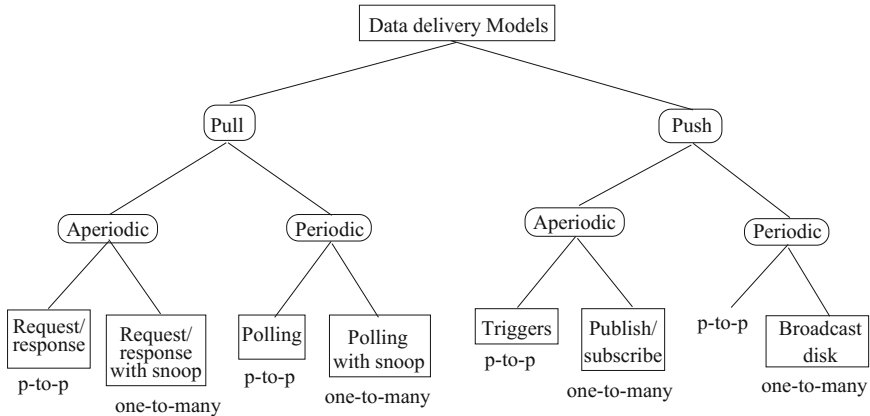 Data delivery Models
Pull
Push
Aperiodic
Periodic
Aperiodic
Periodic
Request/
response
p-to-p
Request/
response
with snoop
one-to-many
Polling
p-to-p
Polling
with snoop
one-to-many
Triggers
p-to-p
Publish/
subscribe
one-to-many
p-to-p
Broadcast
disk
one-to-many